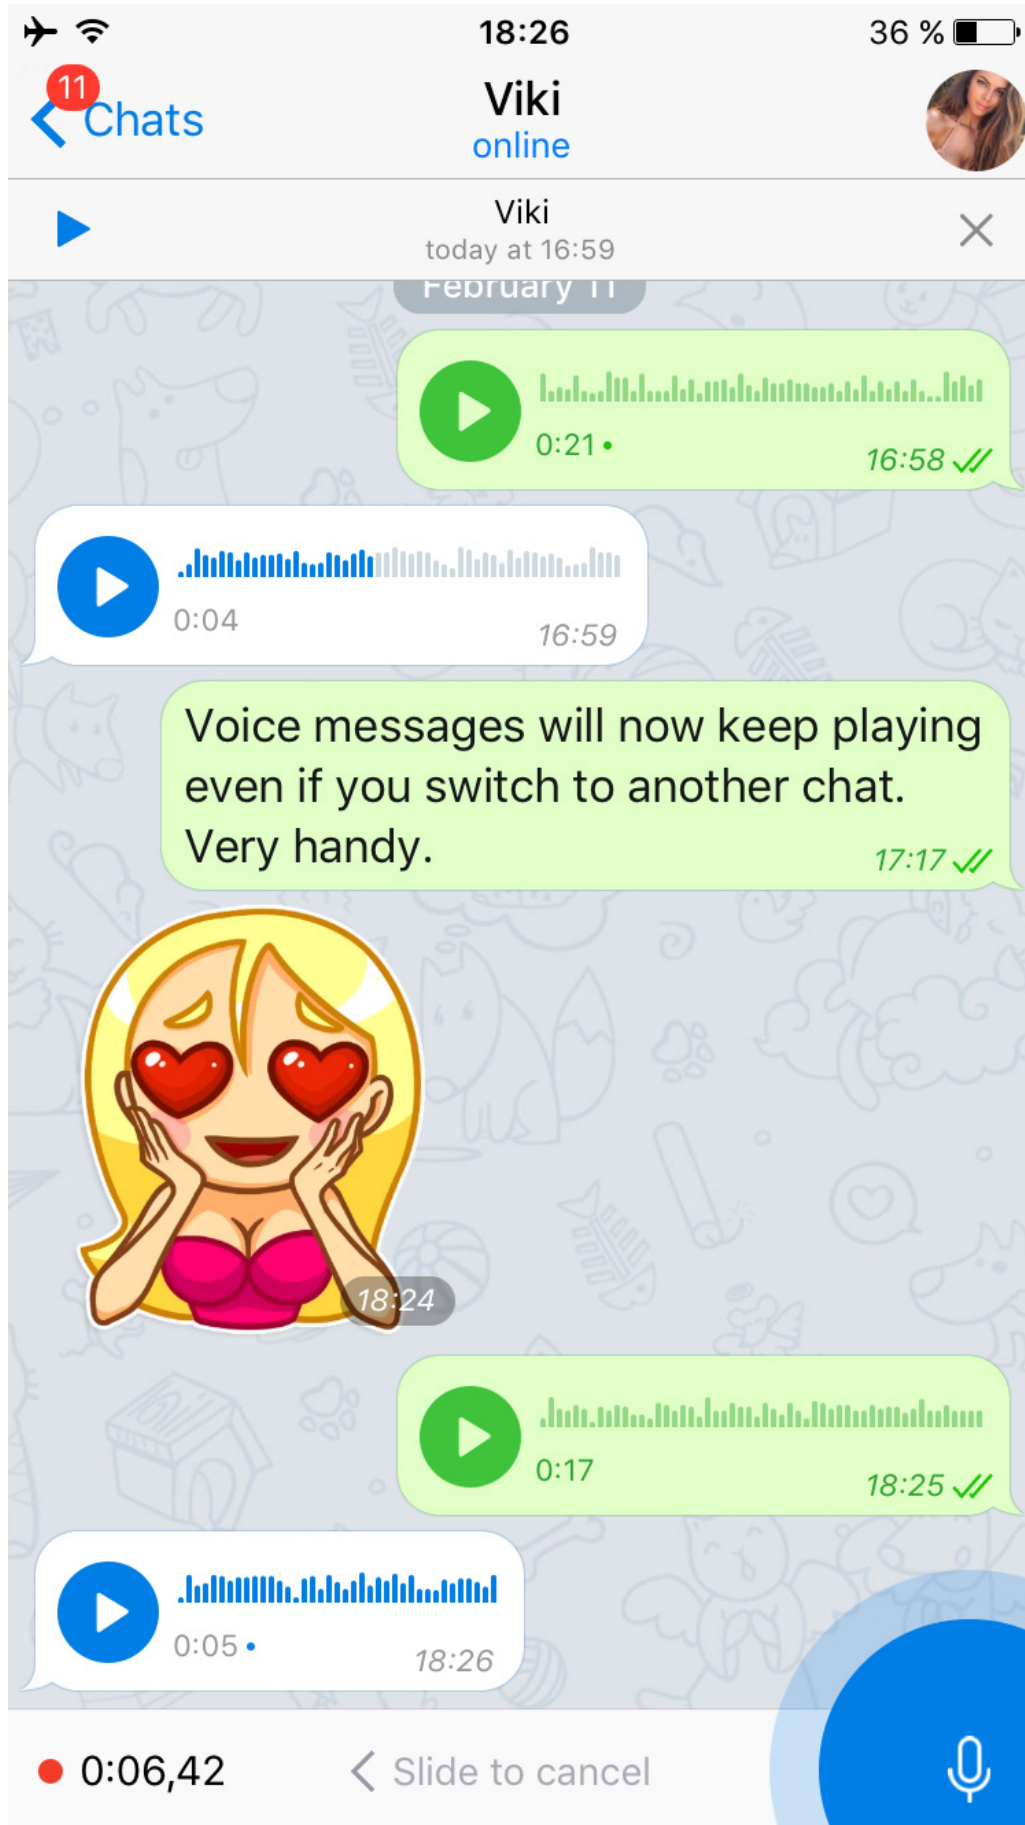 18:26
36 %
11
Chats
Viki
online
Viki
today at 16:59
February 11
0:21
16:58
0:04
16:59
Voice messages will now keep playing
even if you switch to another chat.
Very handy.
17:17
18:24
0:17
18:25
0:05
18:26
0:06,42
Slide to cancel